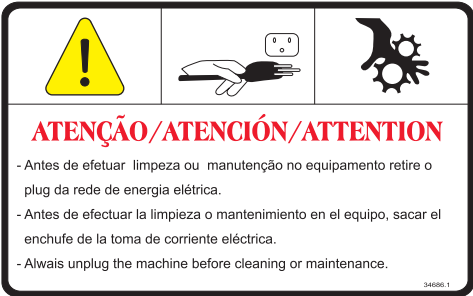 ATENÇÃO/ATENCIÓN/ATTENTION
- Antes de efetuar limpeza ou manutenção no equipamento retire o
plug da rede de energia elétrica.
- Antes de efectuar la limpieza o mantenimiento en el equipo, sacar el
enchufe de la toma de corriente eléctrica.
- Alwais unplug the machine before cleaning or maintenance.
34686.1